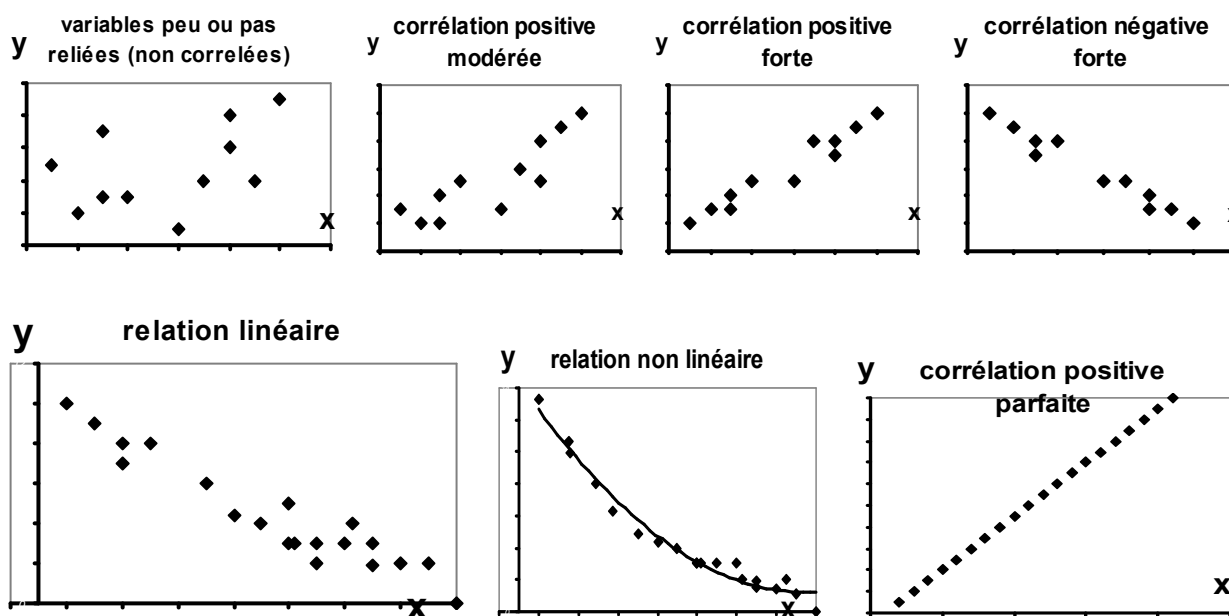 variables peu ou pas
reliées (non correlées)
y
x
corrélation positive
modérée
y
x
corrélation positive
forte
y
x
corrélation négative
forte
y
relation linéaire
y
x
relation non linéaire
y
x
corrélation positive
parfaite
y
x